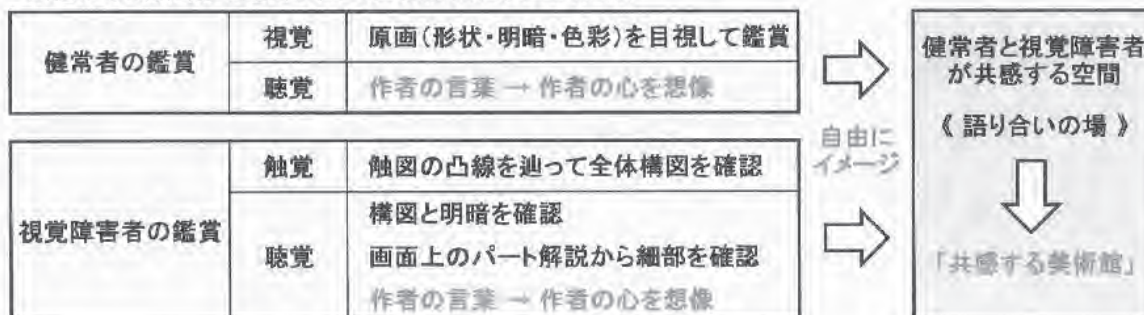 健常者の鑑賞
視覚
原画(形状・明暗・色彩)を目視して鑑賞
聴覚
作者の言葉 → 作者の心を想像
視覚障害者の鑑賞
触覚
触図の凸線を辿って全体構図を確認
聴覚
構図と明暗を確認
画面上のパート解説から細部を確認
作者の言葉 → 作者の心を想像
自由に
イメージ
健常者と視覚障害者
が共感する空間
《 語り合いの場 》
「共感する美術館」